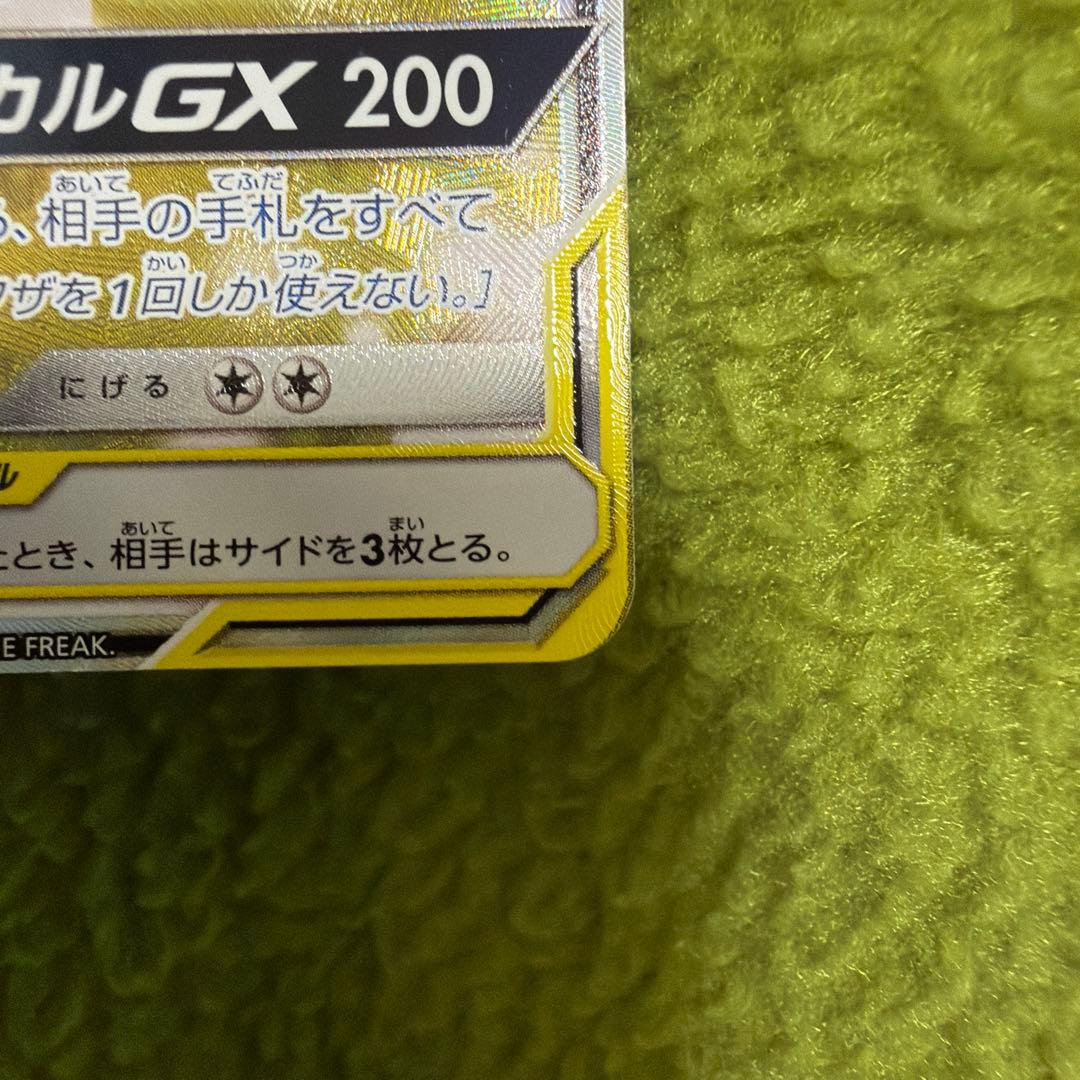 カルGX 200
あいて てふだ
、相手の手札をすべて
かい つか
ワザを1回しか使えない。]
にげる
ル
あいて まい
たとき、相手はサイドを3枚とる。
E FREAK.